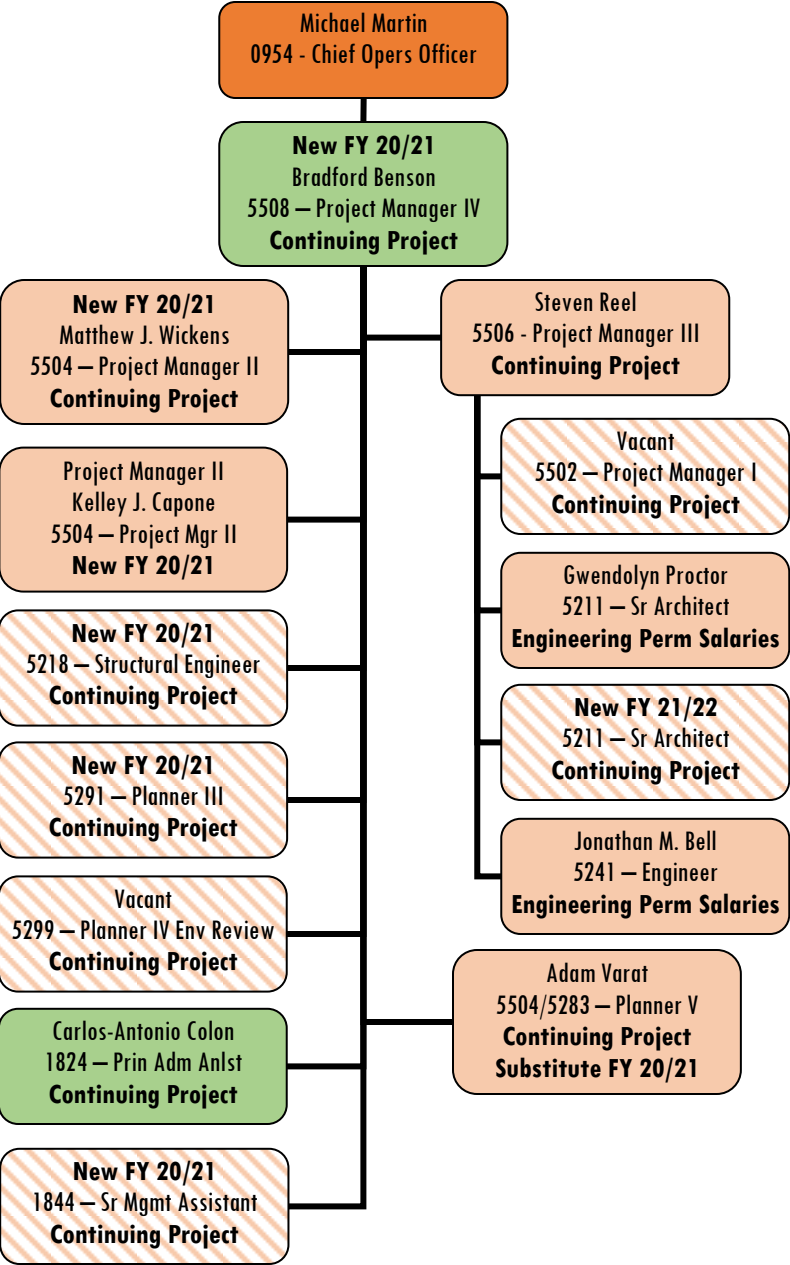 Michael Martin
0954 - Chief Opers Officer
New FY 20/21
Bradford Benson
5508 – Project Manager IV
Continuing Project
New FY 20/21
Matthew J. Wickens
5504 – Project Manager II
Continuing Project
Project Manager II
Kelley J. Capone
5504 – Project Mgr II
New FY 20/21
New FY 20/21
5218 – Structural Engineer
Continuing Project
New FY 20/21
5291 – Planner III
Continuing Project
Vacant
5299 – Planner IV Env Review
Continuing Project
Carlos-Antonio Colon
1824 – Prin Adm Anlst
Continuing Project
New FY 20/21
1844 – Sr Mgmt Assistant
Continuing Project
Steven Reel
5506 - Project Manager III
Continuing Project
Vacant
5502 – Project Manager I
Continuing Project
Gwendolyn Proctor
5211 – Sr Architect
Engineering Perm Salaries
New FY 21/22
5211 – Sr Architect
Continuing Project
Jonathan M. Bell
5241 – Engineer
Engineering Perm Salaries
Adam Varat
5504/5283 – Planner V
Continuing Project
Substitute FY 20/21